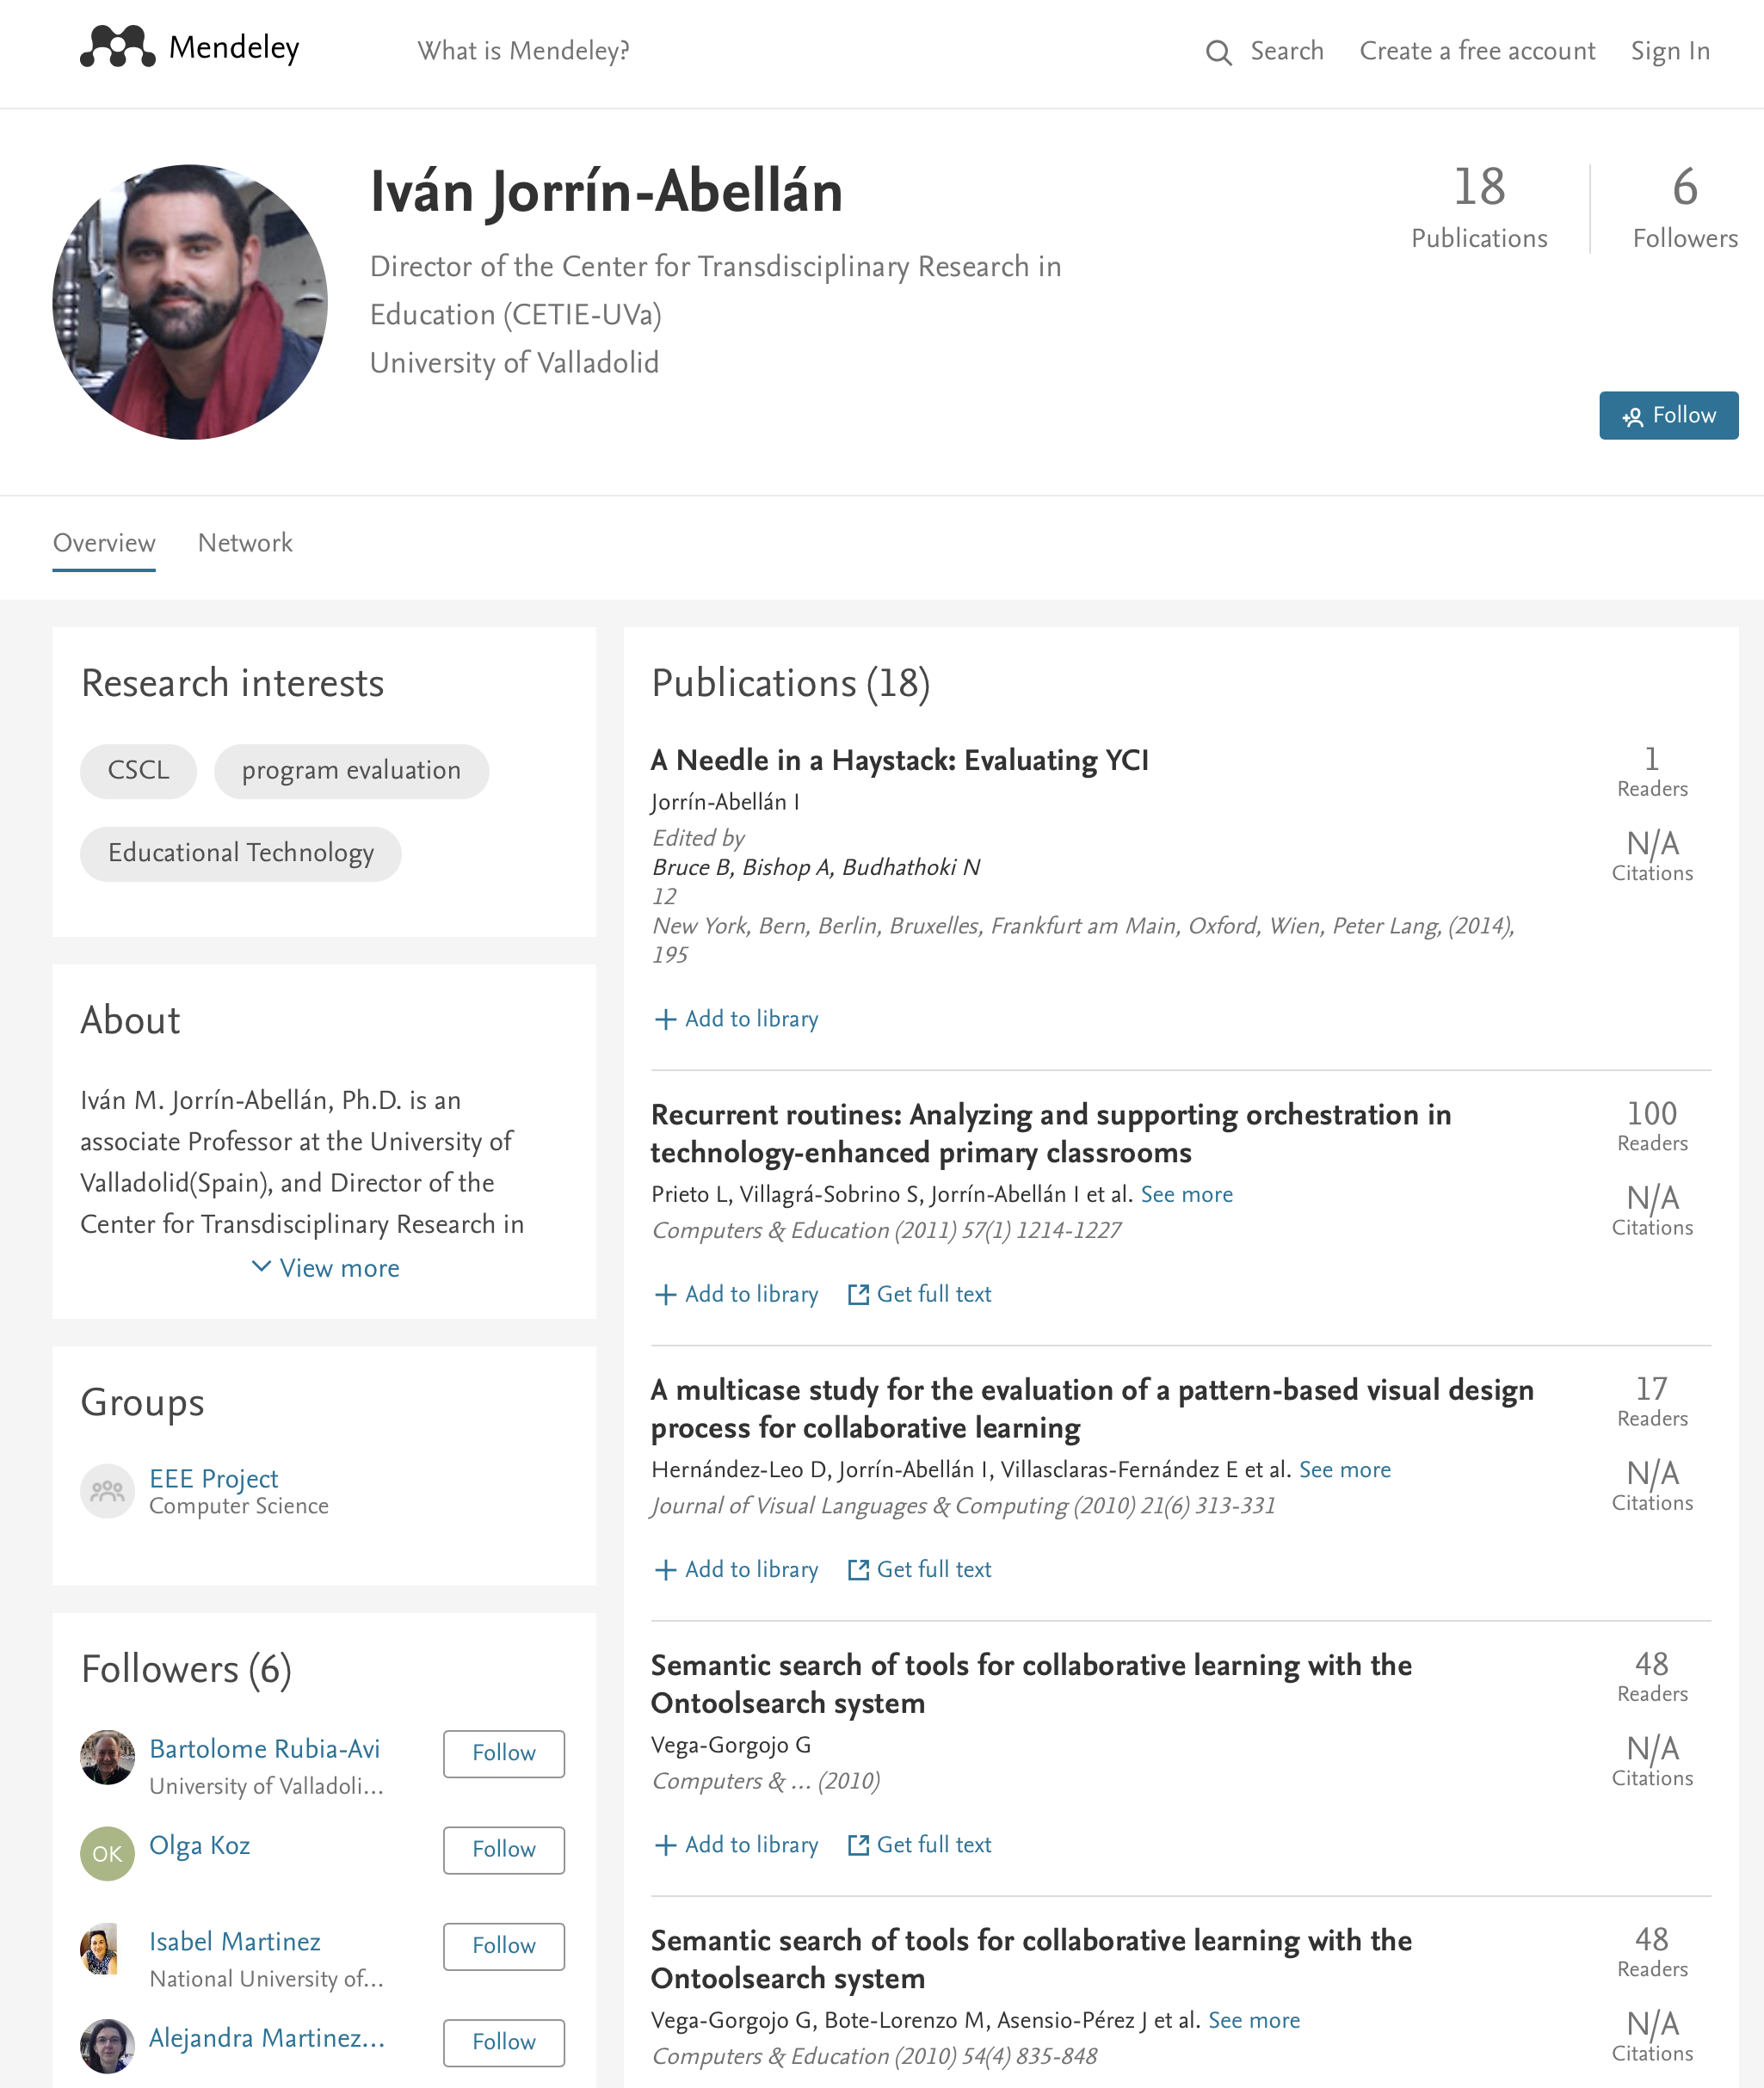 Mendeley
What is Mendeley?
Search
Create a free account
Sign In
Iván Jorrín-Abellán
Director of the Center for Transdisciplinary Research in
Education (CETIE-UVa)
University of Valladolid
18
Publications
6
Followers
Follow
Overview
Network
Research interests
CSCL
program evaluation
Educational Technology
About
Iván M. Jorrín-Abellán, Ph.D. is an
associate Professor at the University of
Valladolid(Spain), and Director of the
Center for Transdisciplinary Research in
View more
Groups
EEE Project
Computer Science
Followers (6)
Bartolome Rubia-Avi
University of Valladoli...
Follow
OK
Olga Koz
Follow
Isabel Martinez
National University of...
Follow
Alejandra Martinez...
Follow
Publications (18)
A Needle in a Haystack: Evaluating YCI
Jorrín-Abellán I
Edited by
Bruce B, Bishop A, Budhathoki N
12
New York, Bern, Berlin, Bruxelles, Frankfurt am Main, Oxford, Wien, Peter Lang, (2014),
195
1
Readers
N/A
Citations
Add to library
Recurrent routines: Analyzing and supporting orchestration in
technology-enhanced primary classrooms
Prieto L, Villagrá-Sobrino S, Jorrín-Abellán I et al. See more
Computers & Education (2011) 57(1) 1214-1227
100
Readers
N/A
Citations
Add to library
Get full text
A multicase study for the evaluation of a pattern-based visual design
process for collaborative learning
Hernández-Leo D, Jorrín-Abellán I, Villasclaras-Fernández E et al. See more
Journal of Visual Languages & Computing (2010) 21(6) 313-331
17
Readers
N/A
Citations
Add to library
Get full text
Semantic search of tools for collaborative learning with the
Ontoolsearch system
Vega-Gorgojo G
Computers & ... (2010)
48
Readers
N/A
Citations
Add to library
Get full text
Semantic search of tools for collaborative learning with the
Ontoolsearch system
Vega-Gorgojo G, Bote-Lorenzo M, Asensio-Pérez J et al. See more
Computers & Education (2010) 54(4) 835-848
48
Readers
N/A
Citations